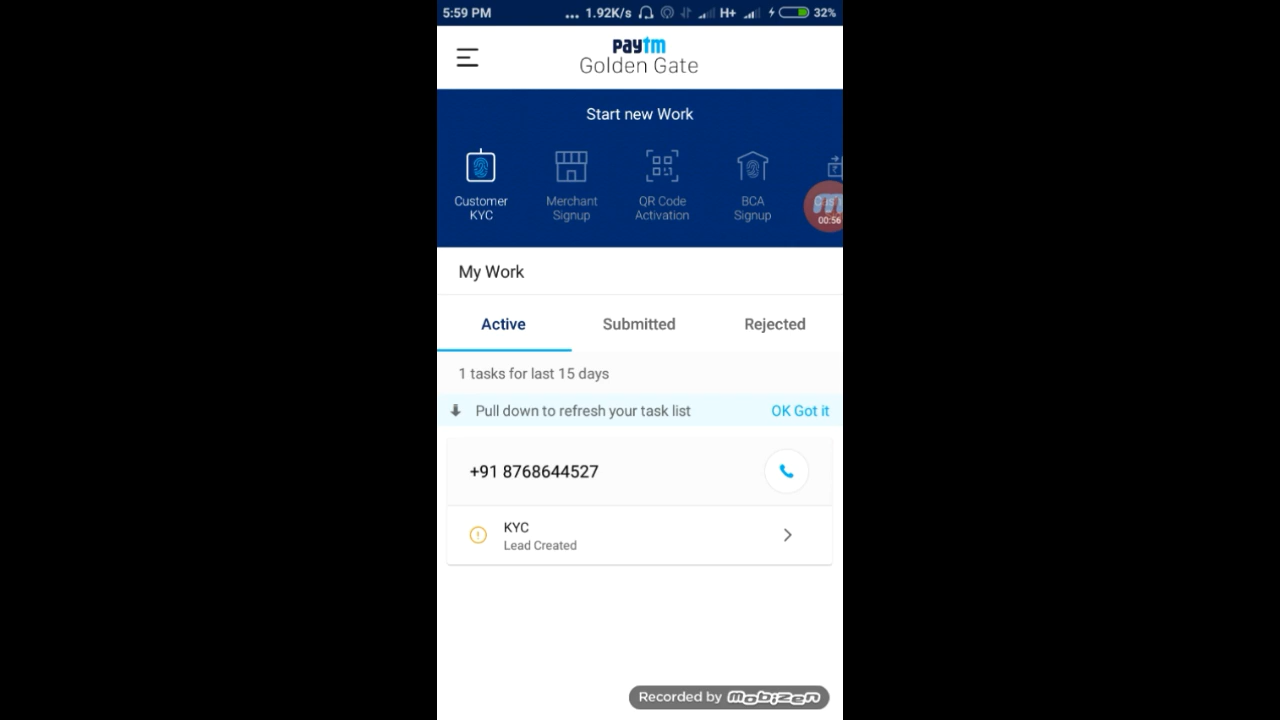 5:59 PM ... 1.92K/s H+ 32%
paytm
Golden Gate
Start new Work
Customer KYC
Merchant Signup
QR Code Activation
BCA Signup
00:56
My Work
Active Submitted Rejected
1 tasks for last 15 days
Pull down to refresh your task list OK Got it
+91 8768644527
KYC
Lead Created
Recorded by mobizen